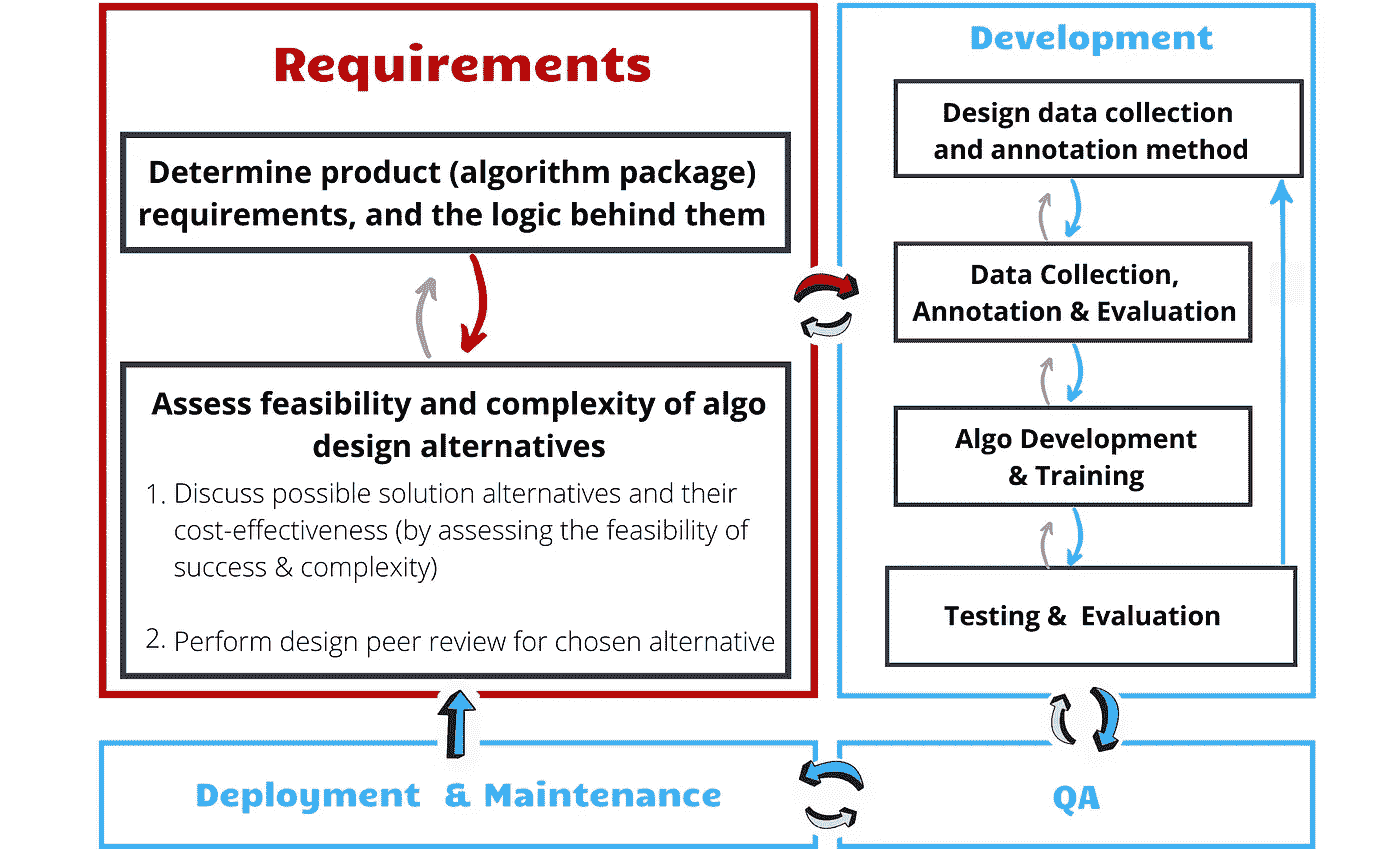 Requirements
Determine product (algorithm package)
requirements, and the logic behind them
Assess feasibility and complexity of algo
design alternatives
1. Discuss possible solution alternatives and their
cost-effectiveness (by assessing the feasibility of
success & complexity)
2. Perform design peer review for chosen alternative
Development
Design data collection
and annotation method
Data Collection,
Annotation & Evaluation
Algo Development
& Training
Testing & Evaluation
Deployment & Maintenance
QA